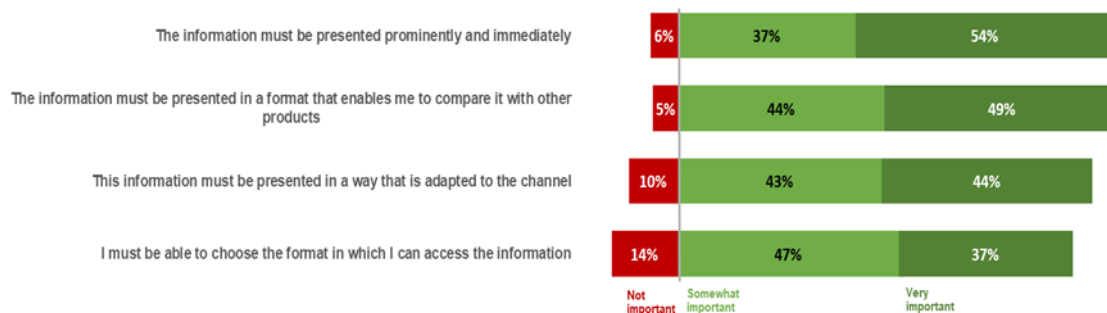 The information must be presented prominently and immediately
6%
37%
54%
The information must be presented in a format that enables me to compare it with other
products
5%
44%
49%
This information must be presented in a way that is adapted to the channel
10%
43%
44%
I must be able to choose the format in which I can access the information
14%
47%
37%
Not
important
Somewhat
important
Very
important